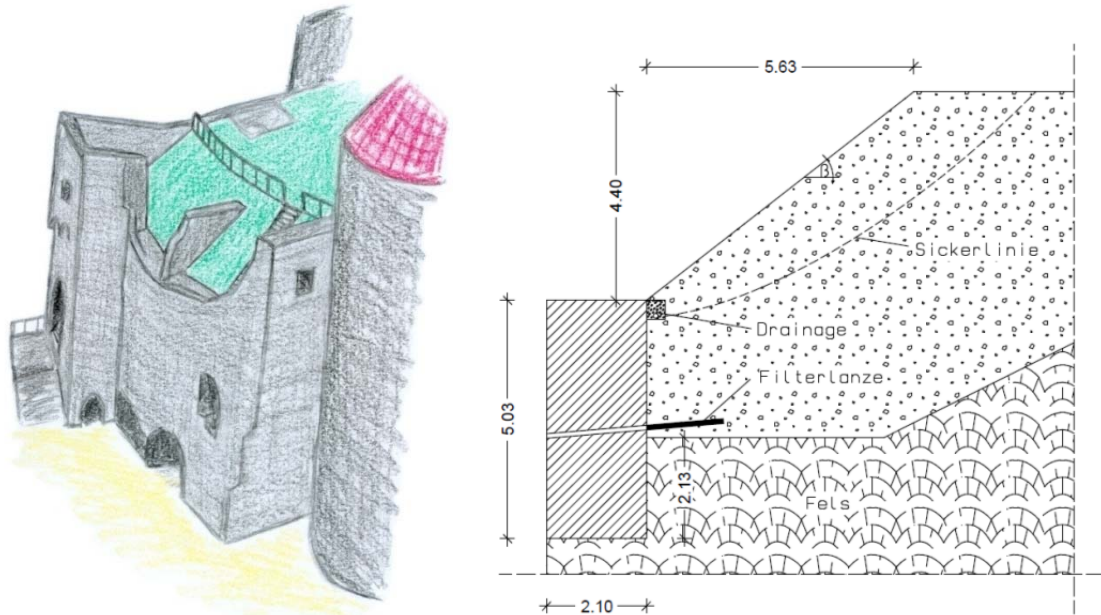 5.63
4.40
β
Sickerlinie
Drainage
Filterlanze
5.03
2.13
Fels
2.10